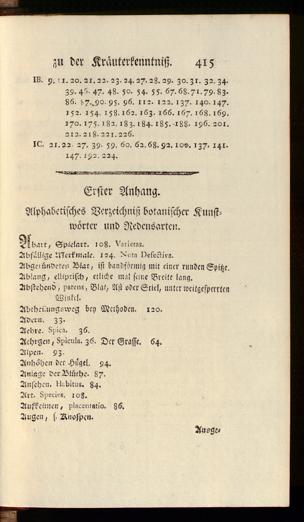 zu der Kräuterkenntniß. 415
IB. 9. 11. 20. 21. 22. 23. 24. 27. 28. 29. 30. 31. 32. 34.
39. 46. 47. 48. 50. 54. 55. 67. 68. 71. 79. 83.
86. 87. 90. 95. 96. 112. 122. 137. 140. 147.
152. 154. 158. 162. 163. 166. 167. 168. 169.
170. 175. 182. 183. 184. 185. 188. 196. 201.
212. 218. 221. 226.
IC. 21. 22. 27. 39. 59. 60. 62. 68. 92. 100. 137. 141.
147. 192. 224.
Erster Anhang.
Alphabetisches Verzeichniß botanischer Kunst-
wörter und Redensarten.
Abart, Spielart. 108. Varietas.
Abfällige Merkmale. 124. Nota Defectiva.
Abgeründetes Blat, ist bandförmig mit einer runden Spitze.
Ablang, elliptisch, etliche mal seine Breite lang.
Abstehend, patens, Blat, Ast oder Stiel, unter weitgesperrten
Winkel.
Abtheilungsweg bey Methoden. 120.
Adern. 33.
Aehre. Spica. 36.
Aehrgen, Spicula. 36. Der Grasse. 64.
Alpen. 93.
Anhöhen der Hügel. 94.
Anlage der Blüthe. 87.
Ansehen. Habitus. 84.
Art. Species. 108.
Aufkeimen, placentatio. 86.
Augen, s. Knospen.
Ausge-